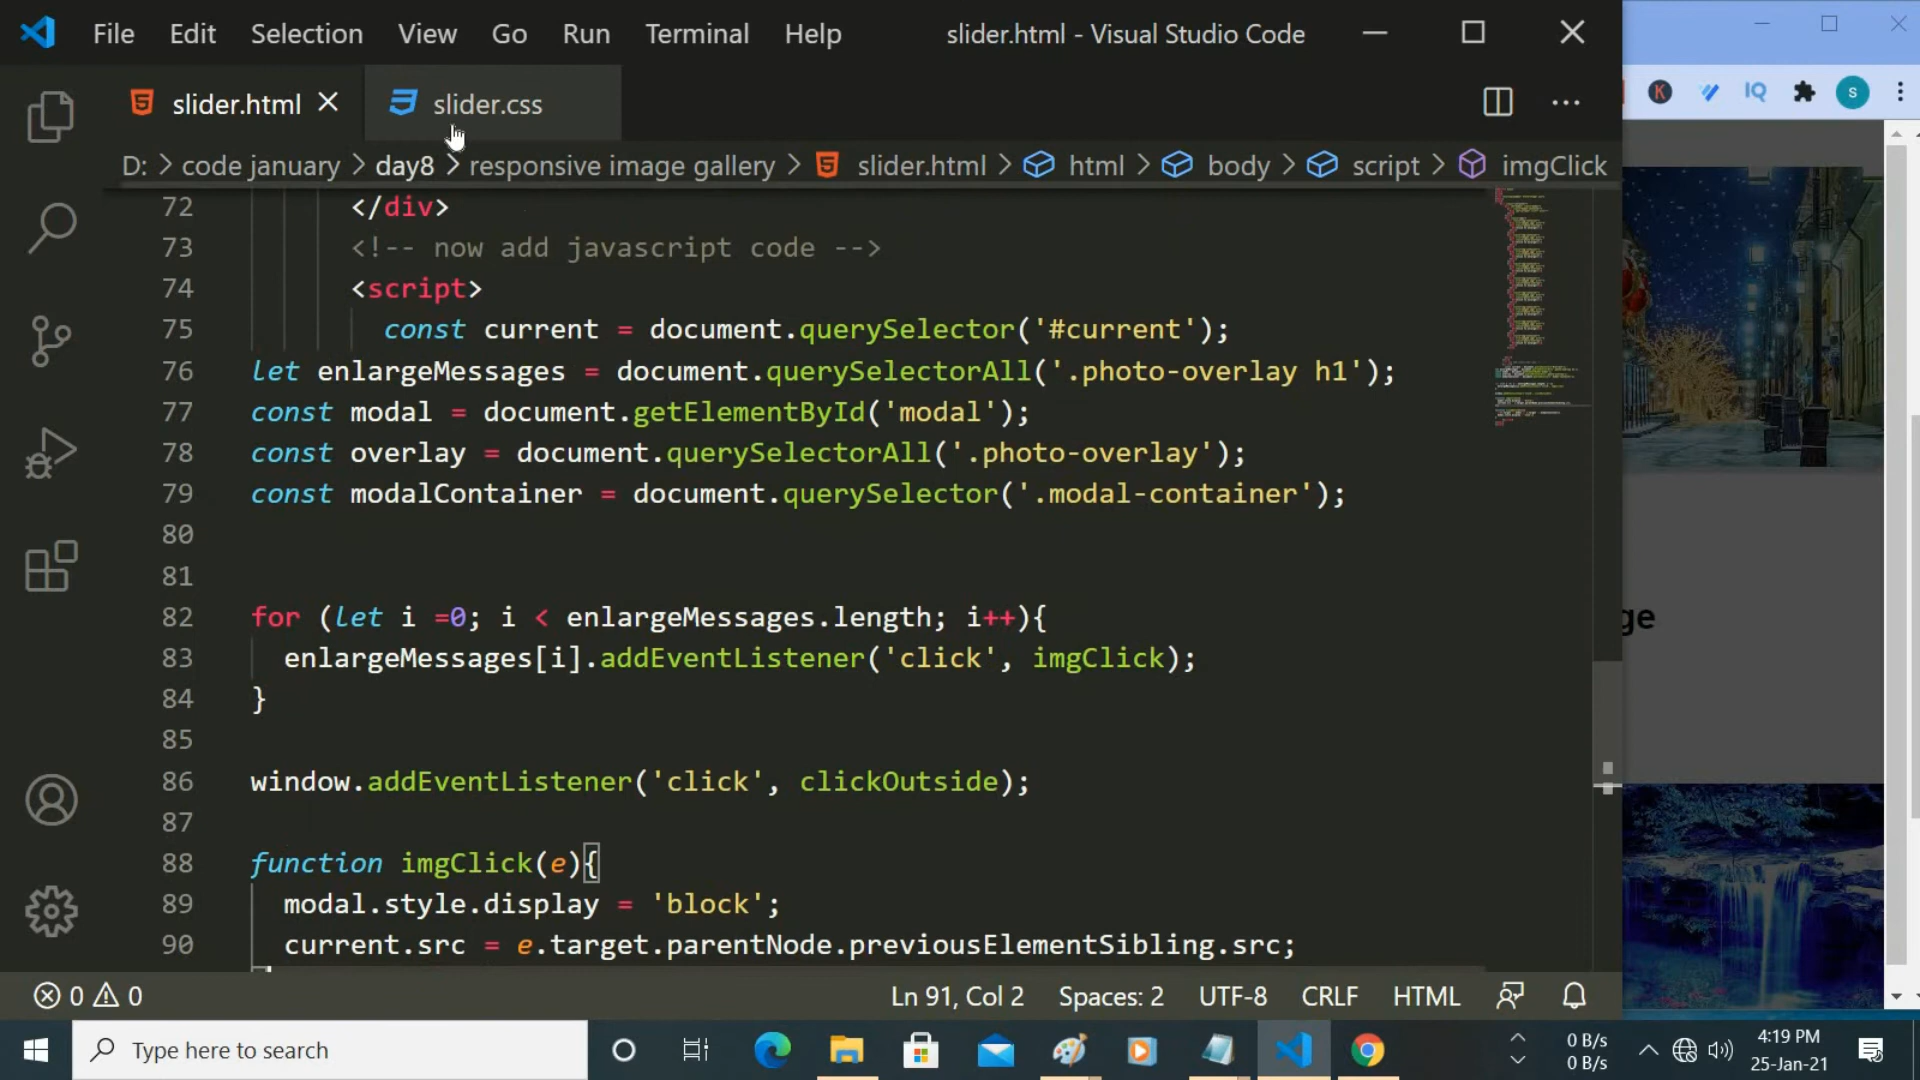 File Edit Selection View Go Run Terminal Help slider.html - Visual Studio Code
slider.html slider.css
K IQ s
D: > code january > day8 > responsive image gallery > slider.html > html > body > script > imgClick
72 </div>
73 <!-- now add javascript code -->
74 <script>
75 const current = document.querySelector('#current');
76 let enlargeMessages = document.querySelectorAll('.photo-overlay h1');
77 const modal = document.getElementById('modal');
78 const overlay = document.querySelectorAll('.photo-overlay');
79 const modalContainer = document.querySelector('.modal-container');
80
81
82 for (let i =0; i < enlargeMessages.length; i++){
ge
83 enlargeMessages[i].addEventListener('click', imgClick);
84 }
85
86 window.addEventListener('click', clickOutside);
87
88 function imgClick(e){
89 modal.style.display = 'block';
90 current.src = e.target.parentNode.previousElementSibling.src;
0 0 Ln 91, Col 2 Spaces: 2 UTF-8 CRLF HTML
Type here to search
0 B/s
0 B/s
4:19 PM
25-Jan-21